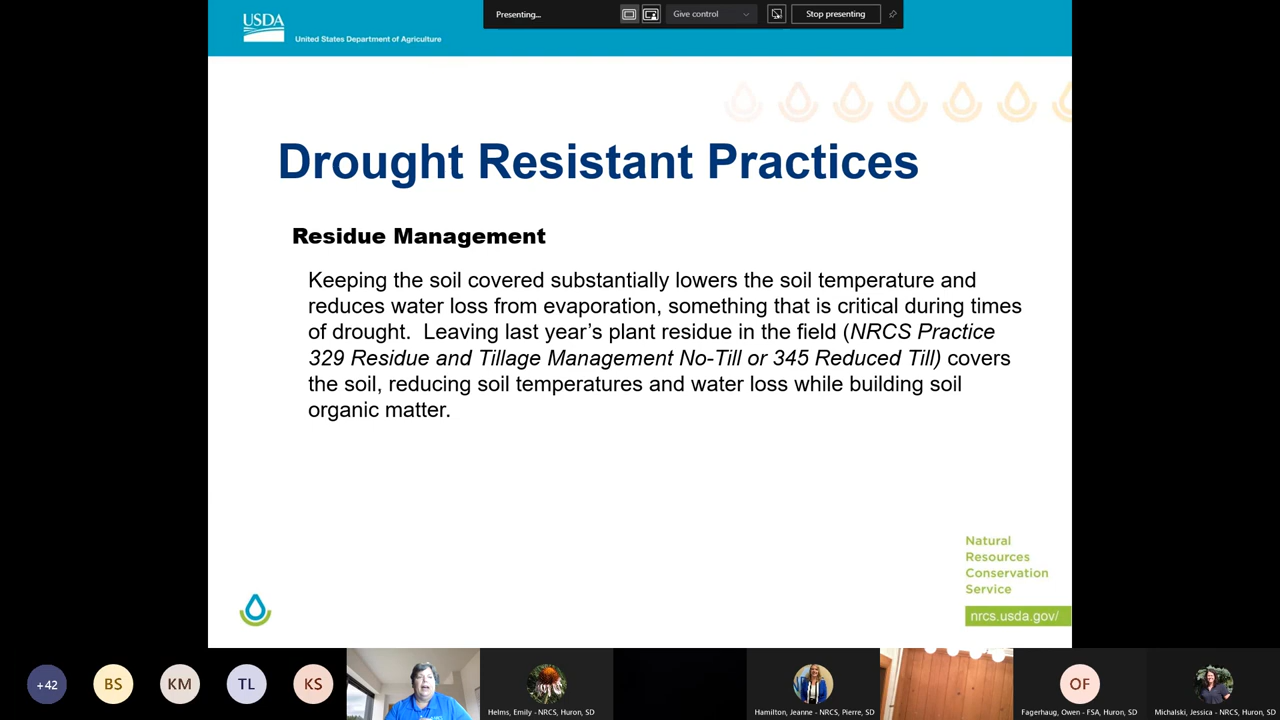 USDA
United States Department of Agriculture
Presenting...
Give control
Stop presenting
Drought Resistant Practices
Residue Management
Keeping the soil covered substantially lowers the soil temperature and
reduces water loss from evaporation, something that is critical during times
of drought.  Leaving last year’s plant residue in the field (NRCS Practice
329 Residue and Tillage Management No-Till or 345 Reduced Till) covers
the soil, reducing soil temperatures and water loss while building soil
organic matter.
Natural
Resources
Conservation
Service
nrcs.usda.gov/
+42
BS
KM
TL
KS
Helms, Emily - NRCS, Huron, SD
Hamilton, Jeanne - NRCS, Pierre, SD
OF
Fagerhaug, Owen - FSA, Huron, SD
Michalski, Jessica - NRCS, Huron, SD